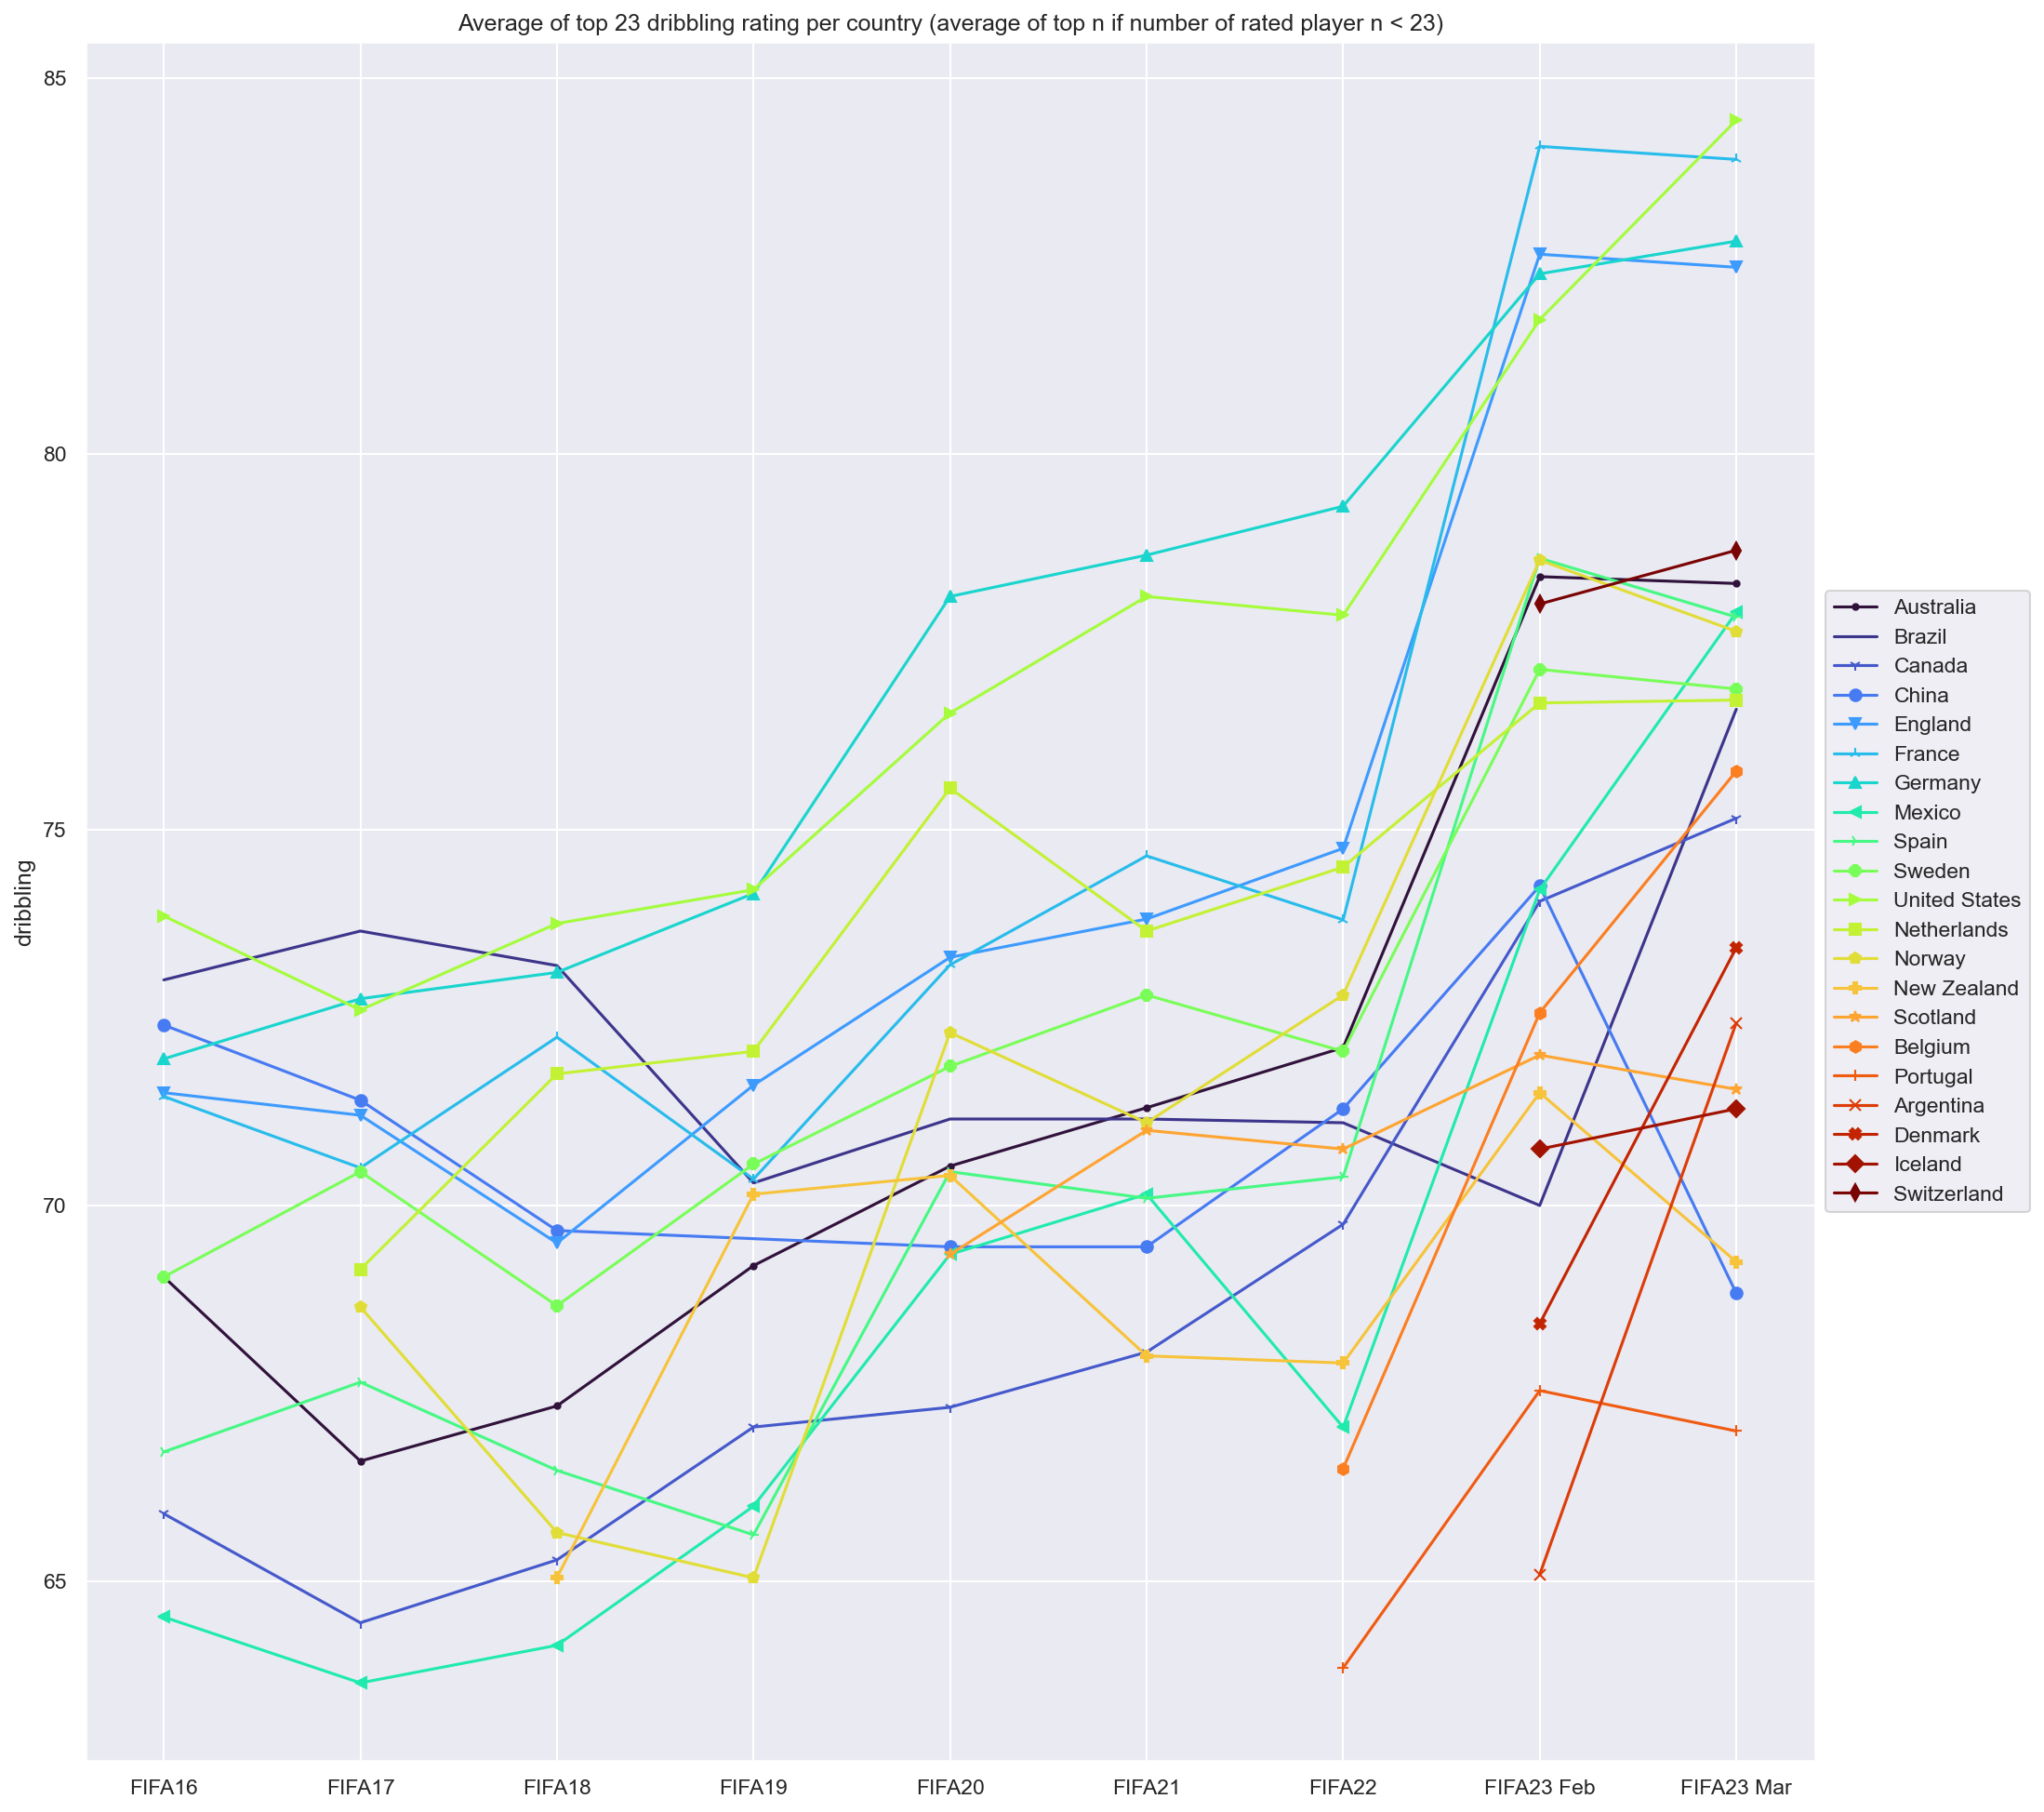 Average of top 23 dribbling rating per country (average of top n if number of rated player n < 23)
85
80
75
70
65
dribbling
FIFA16
FIFA17
FIFA18
FIFA19
FIFA20
FIFA21
FIFA22
FIFA23 Feb
FIFA23 Mar
Australia
Brazil
Canada
China
England
France
Germany
Mexico
Spain
Sweden
United States
Netherlands
Norway
New Zealand
Scotland
Belgium
Portugal
Argentina
Denmark
Iceland
Switzerland